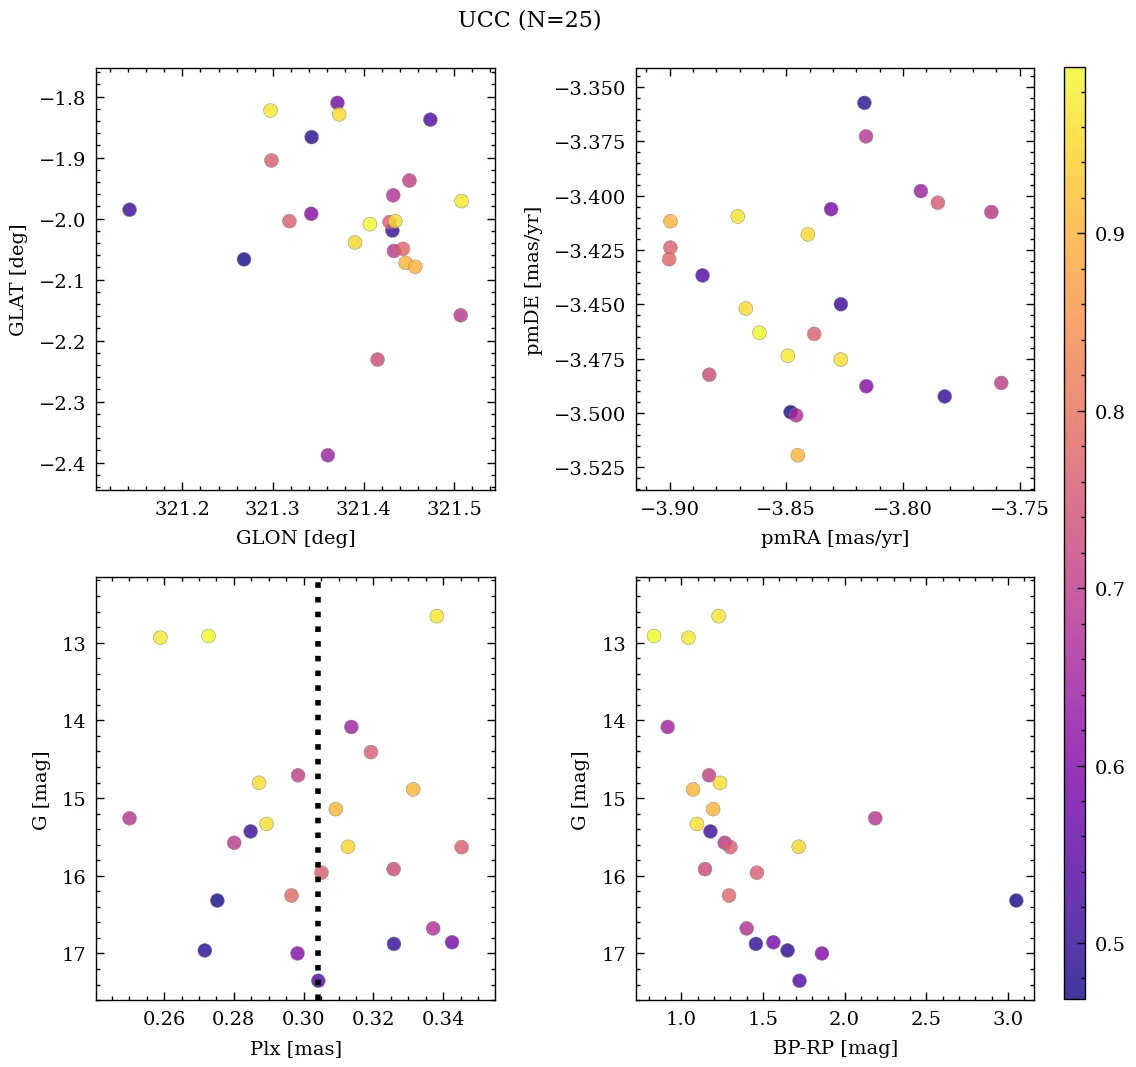 UCC (N=25)
−1.8
−1.9
−2.0
−2.1
−2.2
−2.3
−2.4
GLAT [deg]
321.2 321.3 321.4 321.5
GLON [deg]
−3.350
−3.375
−3.400
−3.425
−3.450
−3.475
−3.500
−3.525
pmDE [mas/yr]
−3.90 −3.85 −3.80 −3.75
pmRA [mas/yr]
13
14
15
16
17
G [mag]
0.26 0.28 0.30 0.32 0.34
Plx [mas]
13
14
15
16
17
G [mag]
1.0 1.5 2.0 2.5 3.0
BP-RP [mag]
0.9
0.8
0.7
0.6
0.5